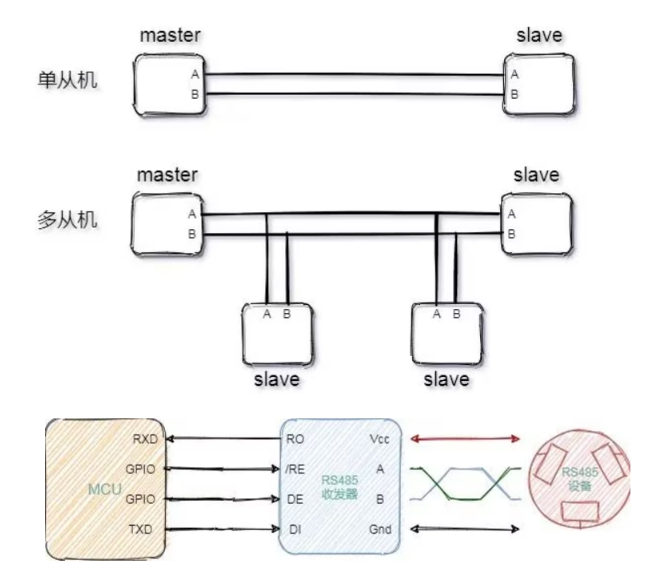 master slave
单从机 A A
B B
master slave
多从机 A A
B B
A B A B
slave slave
RXD RO Vcc
GPIO /RE A
MCU RS485 RS485
收发器 设备
GPIO DE B
TXD DI Gnd